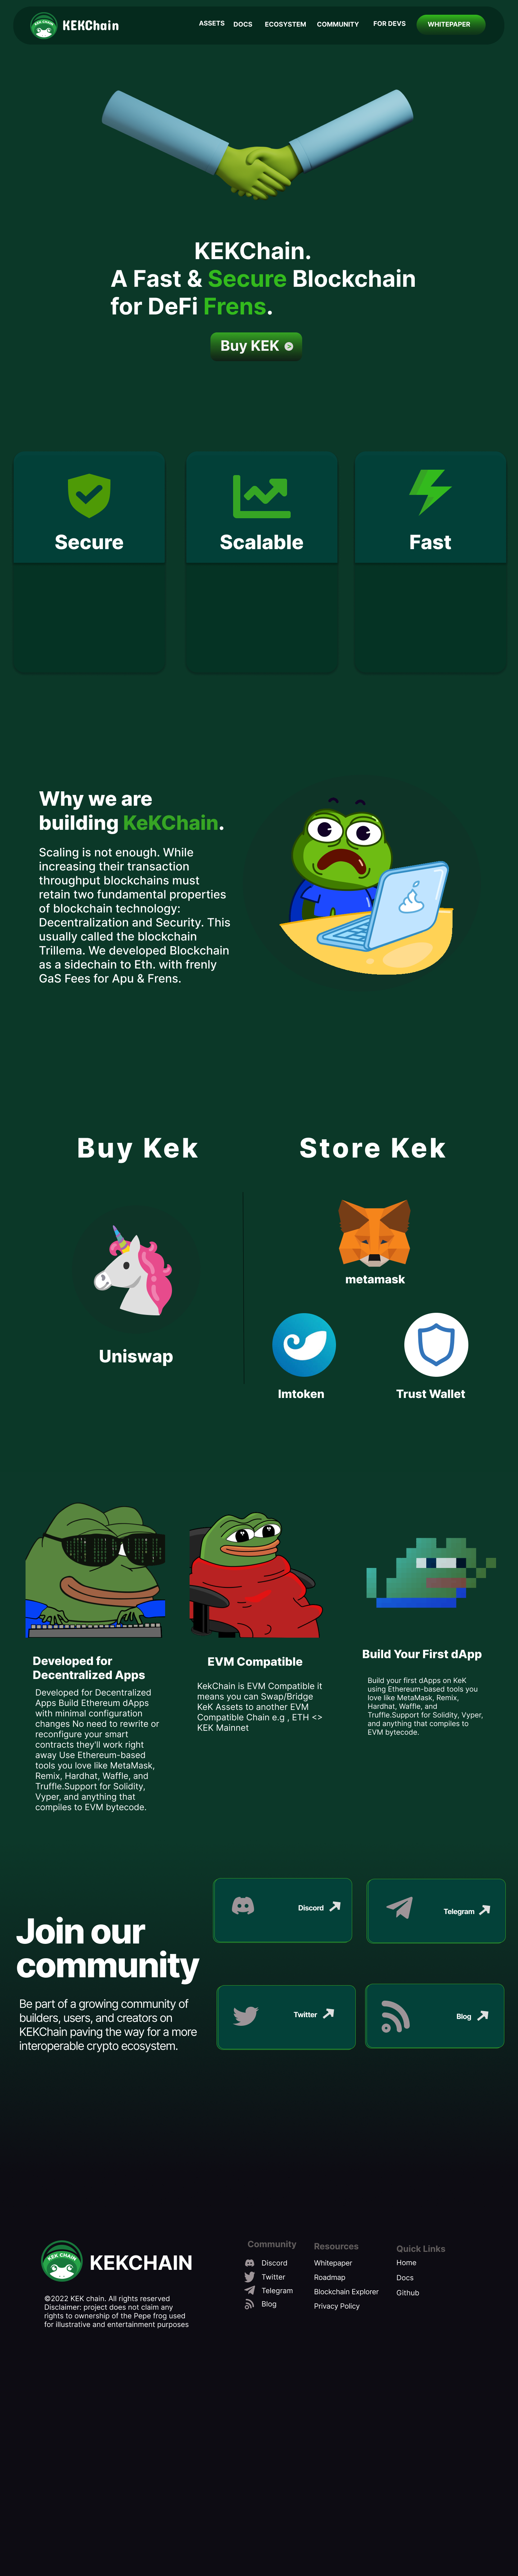 KEK CHAIN
KEKChain
ASSETS
DOCS
ECOSYSTEM
COMMUNITY
FOR DEVS
WHITEPAPER
KEKChain.
A Fast & Secure Blockchain
for DeFi Frens.
Buy KEK
Secure
Scalable
Fast
Why we are
building KeKChain.
Scaling is not enough. While
increasing their transaction
throughput blockchains must
retain two fundamental properties
of blockchain technology:
Decentralization and Security. This
usually called the blockchain
Trillema. We developed Blockchain
as a sidechain to Eth. with frenly
GaS Fees for Apu & Frens.
Buy Kek
Store Kek
Uniswap
metamask
Imtoken
Trust Wallet
Developed for
Decentralized Apps
Developed for Decentralized
Apps Build Ethereum dApps
with minimal configuration
changes No need to rewrite or
reconfigure your smart
contracts they'll work right
away Use Ethereum-based
tools you love like MetaMask,
Remix, Hardhat, Waffle, and
Truffle.Support for Solidity,
Vyper, and anything that
compiles to EVM bytecode.
EVM Compatible
KekChain is EVM Compatible it
means you can Swap/Bridge
KeK Assets to another EVM
Compatible Chain e.g , ETH <>
KEK Mainnet
Build Your First dApp
Build your first dApps on KeK
using Ethereum-based tools you
love like MetaMask, Remix,
Hardhat, Waffle, and
Truffle.Support for Solidity, Vyper,
and anything that compiles to
EVM bytecode.
Join our
community
Be part of a growing community of
builders, users, and creators on
KEKChain paving the way for a more
interoperable crypto ecosystem.
Discord
Telegram
Twitter
Blog
KEK CHAIN
KEKCHAIN
©2022 KEK chain. All rights reserved
Disclaimer: project does not claim any
rights to ownership of the Pepe frog used
for illustrative and entertainment purposes
Community
Discord
Twitter
Telegram
Blog
Resources
Whitepaper
Roadmap
Blockchain Explorer
Privacy Policy
Quick Links
Home
Docs
Github